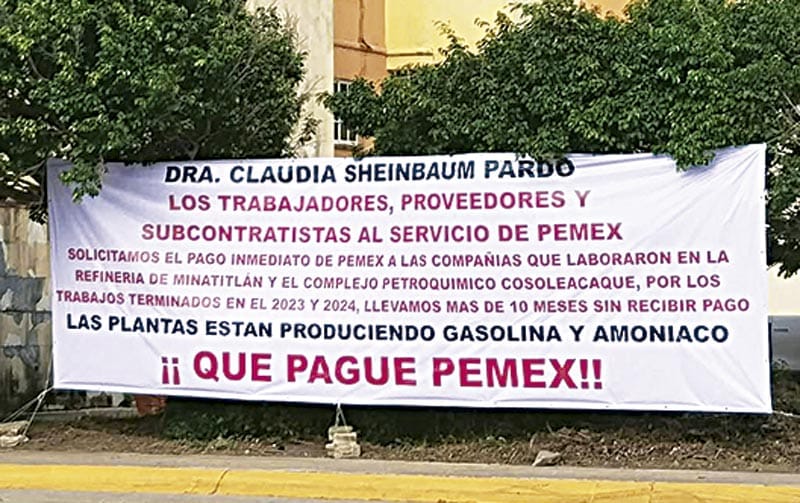 DRA. CLAUDIA SHEINBAUM PARDO
LOS TRABAJADORES, PROVEEDORES Y
SUBCONTRATISTAS AL SERVICIO DE PEMEX
SOLICITAMOS EL PAGO INMEDIATO DE PEMEX A LAS COMPAÑIAS QUE LABORARON EN LA
REFINERIA DE MINATITLÁN Y EL COMPLEJO PETROQUIMICO COSOLEACAQUE, POR LOS
TRABAJOS TERMINADOS EN EL 2023 Y 2024, LLEVAMOS MAS DE 10 MESES SIN RECIBIR PAGO
LAS PLANTAS ESTAN PRODUCIENDO GASOLINA Y AMONIACO
¡¡ QUE PAGUE PEMEX!!